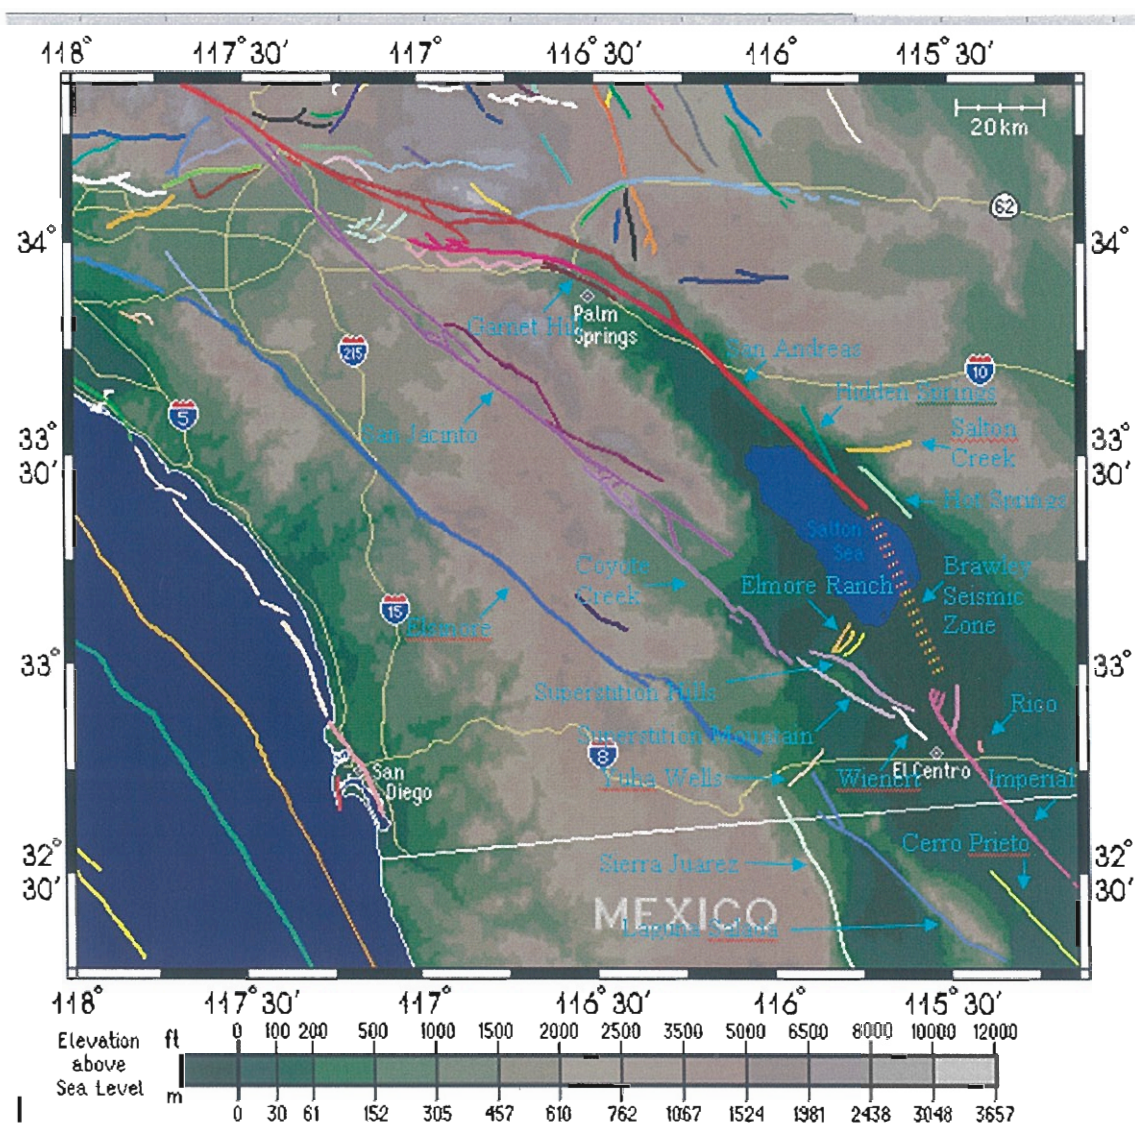 118° 117° 30′ 117° 116° 30′ 116° 115° 30′
20 km
62
34° 34°
Palm
Springs
Garnet Hill
215
San Andreas
10
Hidden Springs
5
San Jacinto
Salton
Creek
33°
30′
33°
30′
Hot Springs
Salton
Sea
Coyote
Creek
Elmore Ranch
Brawley
Seismic
Zone
15
Elsinore
33° 33°
Superstition Hills
Rico
Superstition Mountain
8
San
Diego
Yuha Wells
Wienert
El Centro
Imperial
Cerro Prieto
32°
30′
32°
30′
Sierra Juarez
MEXICO
Laguna Salada
118° 117° 30′ 117° 116° 30′ 116° 115° 30′
Elevation
above
Sea Level
ft 0 100 200 500 1000 1500 2000 2500 3500 5000 6500 8000 10000 12000
m 0 30 61 152 305 457 610 762 1067 1524 1981 2438 3048 3657